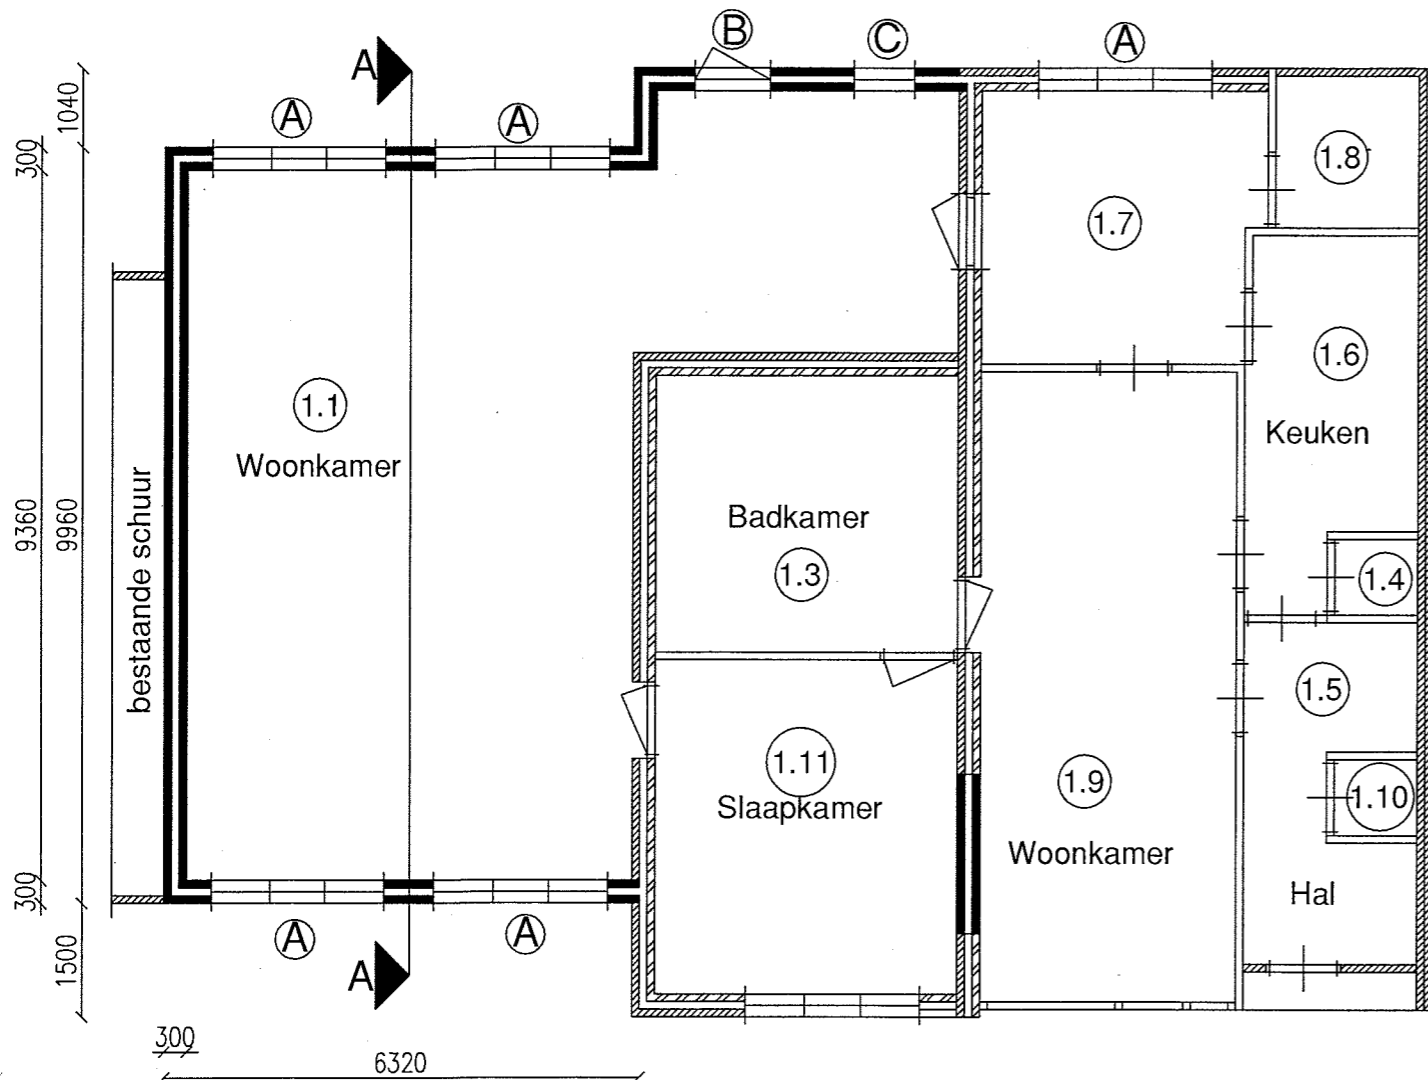 B
C
A
A
A
A
1040
300
1.8
1.7
1.6
1.1
Keuken
Woonkamer
bestaande schuur
9360
9960
Badkamer
1.3
1.4
1.5
1.11
Slaapkamer
1.9
1.10
Woonkamer
Hal
300
A
A
1500
A
300
6320